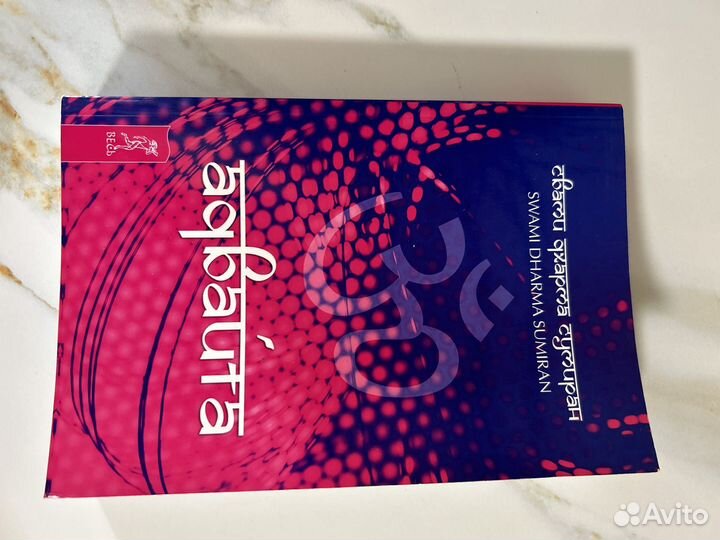 свами дхарма сумиран
SWAMI DHARMA SUMIRAN
ॐ
адвайта
ВЕСЬ
Avito